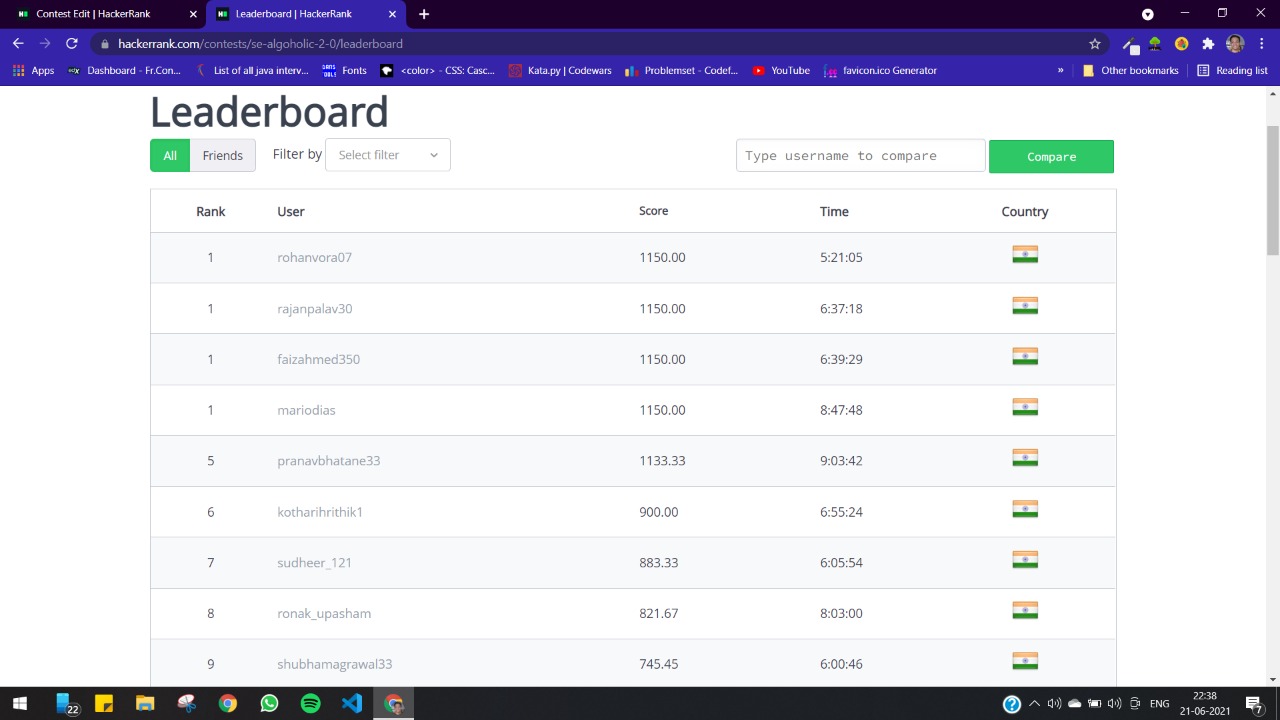 Contest Edit | HackerRank
Leaderboard | HackerRank
hackerrank.com/contests/se-algoholic-2-0/leaderboard
Apps Dashboard - Fr.Con... List of all java interv... Fonts <color> - CSS: Casc... Kata.py | Codewars Problemset - Codef... YouTube favicon.ico Generator » Other bookmarks Reading list
Leaderboard
All Friends Filter by Select filter Type username to compare Compare
Rank User Score Time Country
1 rohanvora07 1150.00 5:21:05
1 rajanpalav30 1150.00 6:37:18
1 faizahmed350 1150.00 6:39:29
1 mariodias 1150.00 8:47:48
5 pranavbhatane33 1133.33 9:03:42
6 kotharihrithik1 900.00 6:55:24
7 sudheer_121 883.33 6:05:54
8 ronak_upasham 821.67 8:03:00
9 shubhamagrawal33 745.45 6:00:46
22 ENG 22:38 7
21-06-2021